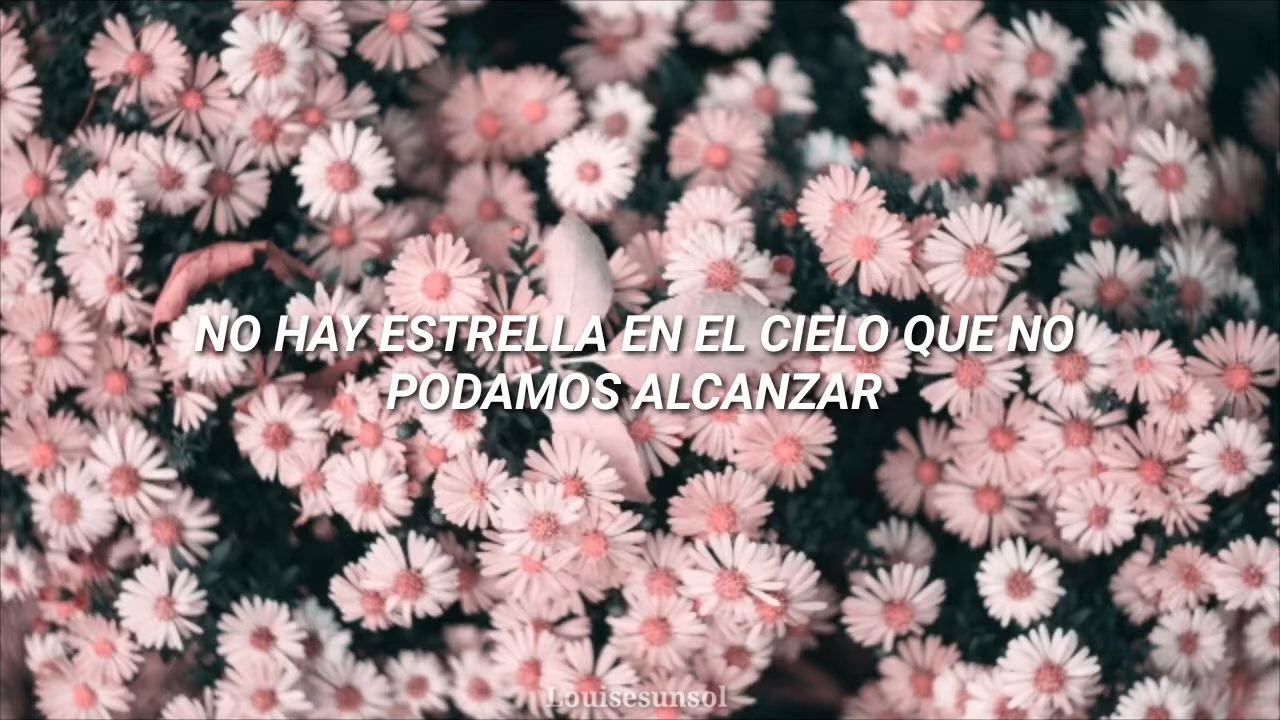 NO HAY ESTRELLA EN EL CIELO QUE NO
PODAMOS ALCANZAR
Louisesunsol